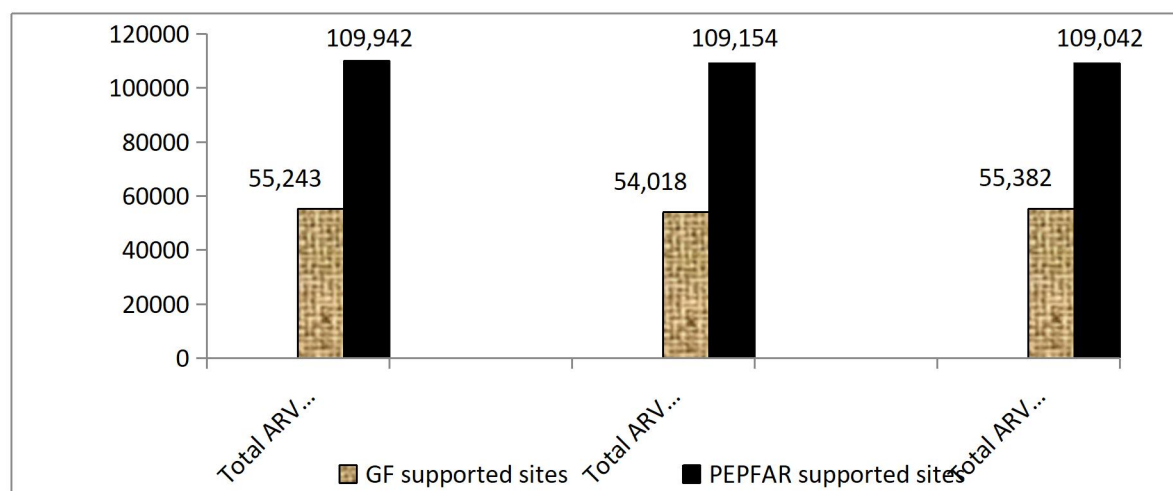 120000
109,942
109,154
109,042
100000
80000
55,243
54,018
55,382
60000
40000
20000
0
Total ARV...
Total ARV...
Total ARV...
GF supported sites
PEPFAR supported sites